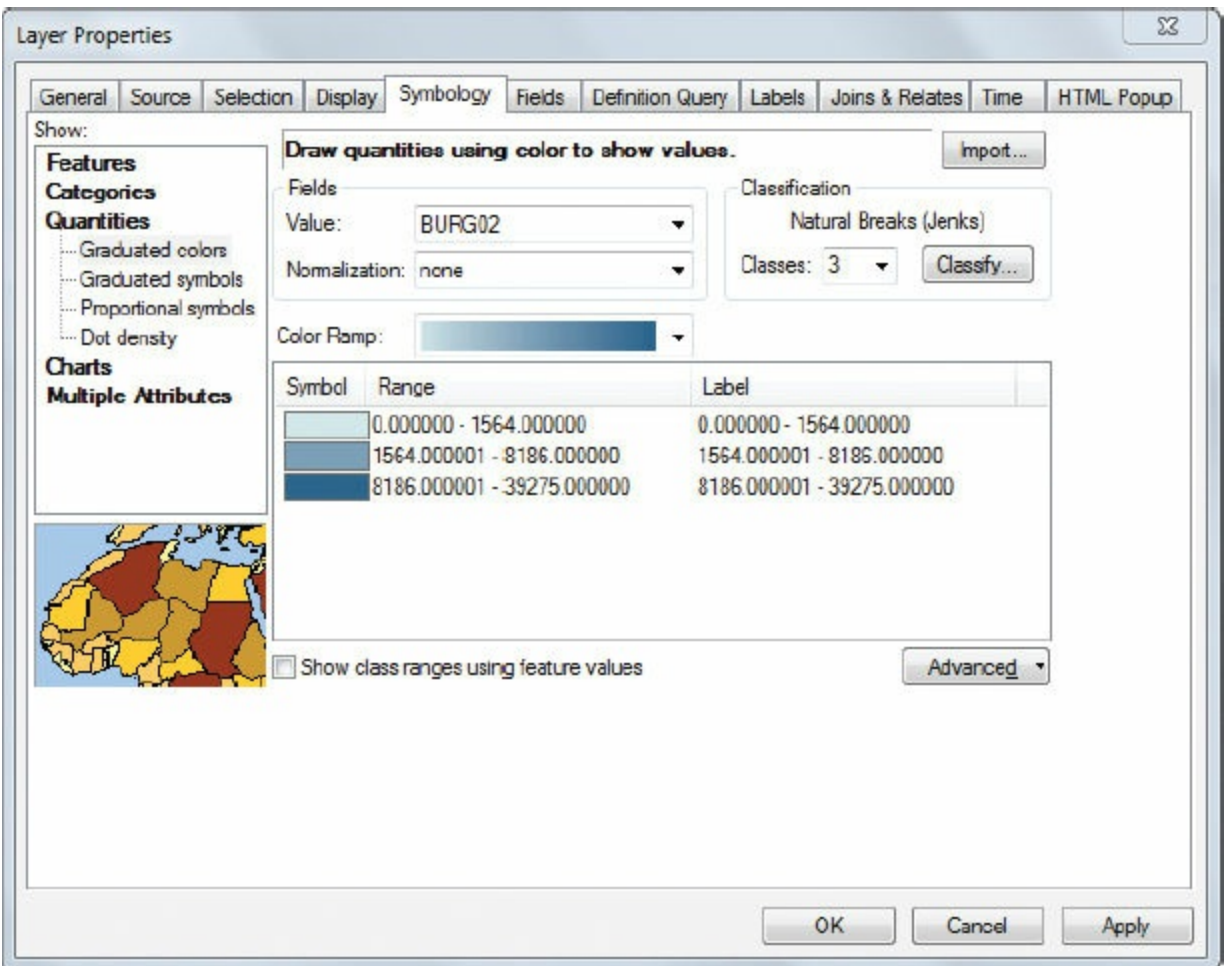 Layer Properties
General Source Selection Display Symbology Fields Definition Query Labels Joins & Relates Time HTML Popup
Show:
Features
Categories
Quantities
Graduated colors
Graduated symbols
Proportional symbols
Dot density
Charts
Multiple Attributes
Draw quantities using color to show values.
Import...
Fields
Value: BURG02
Normalization: none
Classification
Natural Breaks (Jenks)
Classes: 3 Classify...
Color Ramp:
Symbol Range Label
0.000000 - 1564.000000 0.000000 - 1564.000000
1564.000001 - 8186.000000 1564.000001 - 8186.000000
8186.000001 - 39275.000000 8186.000001 - 39275.000000
Show class ranges using feature values
Advanced
OK Cancel Apply